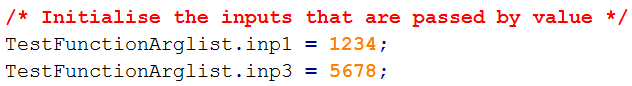 /* Initialise the inputs that are passed by value */
TestFunctionArglist.inp1 = 1234;
TestFunctionArglist.inp3 = 5678;